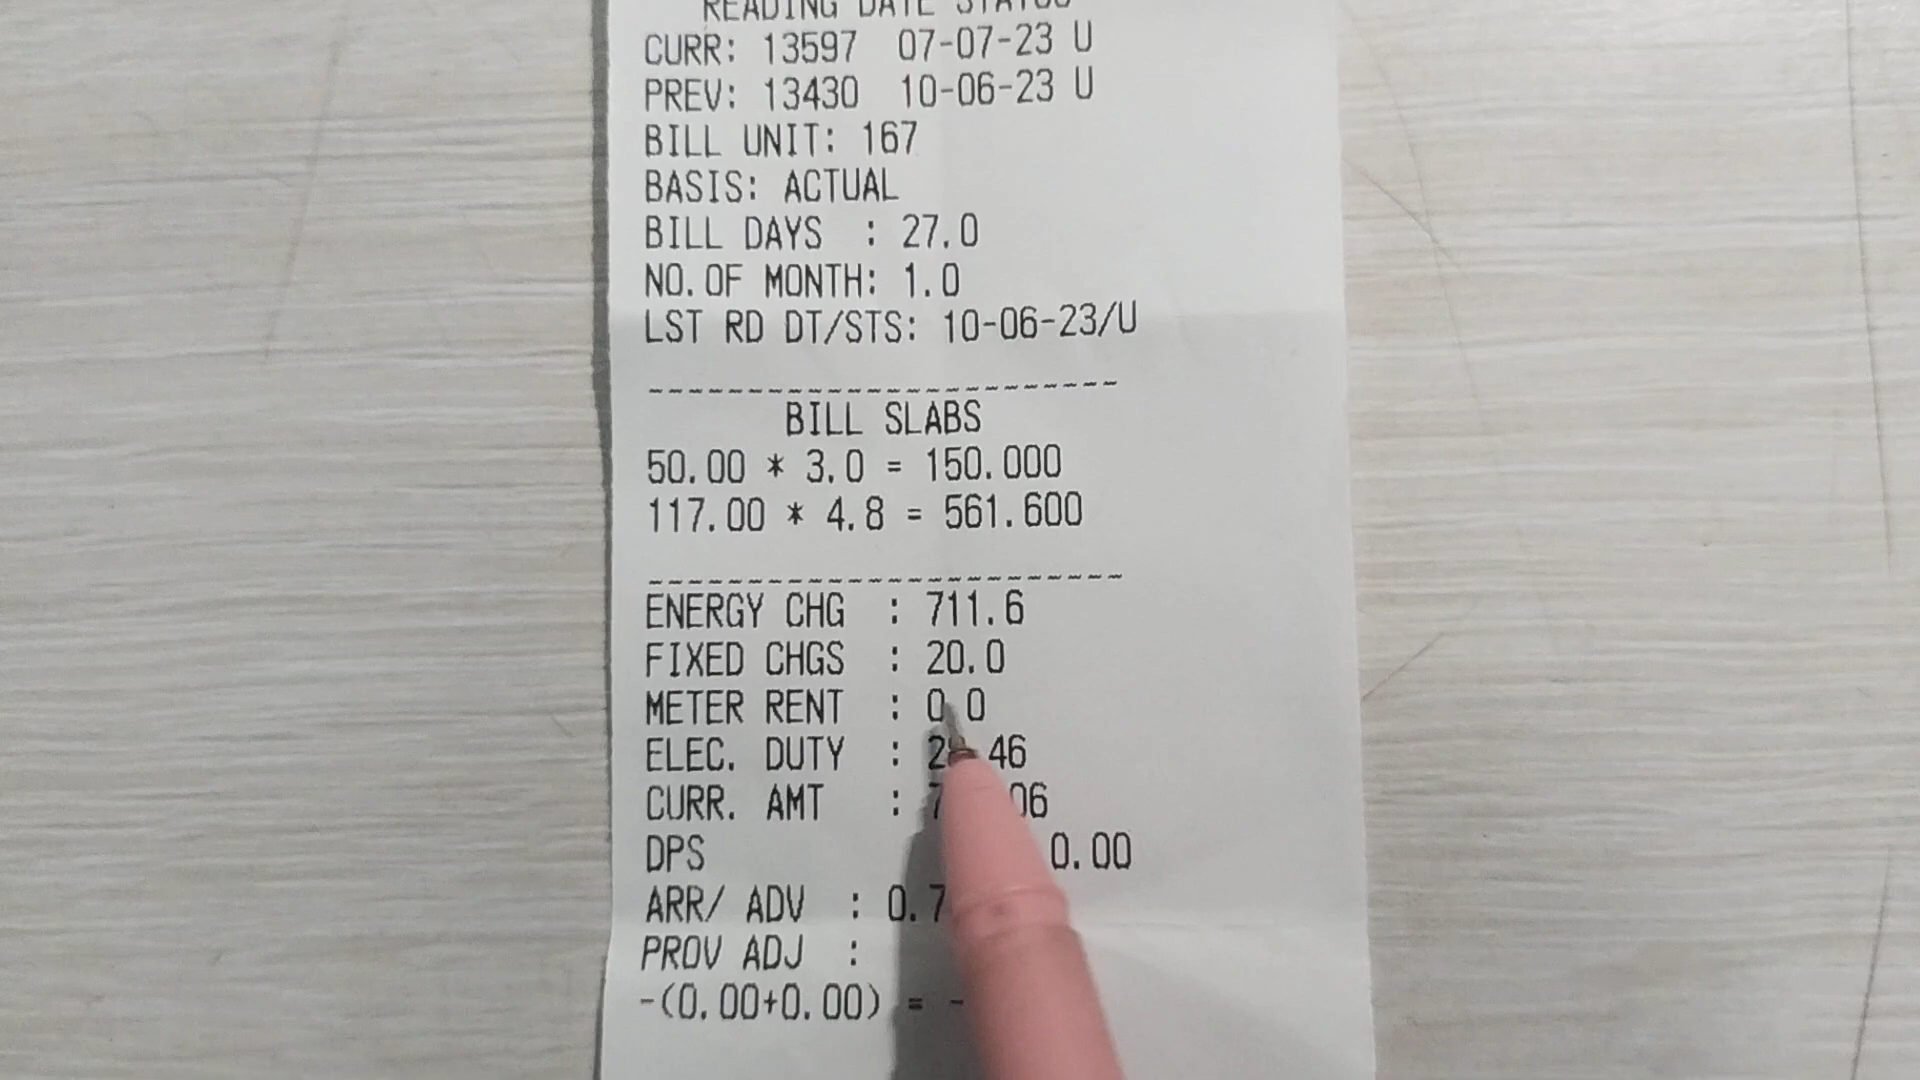 READING DATE STATUS
CURR: 13597 07-07-23 U
PREV: 13430 10-06-23 U
BILL UNIT: 167
BASIS: ACTUAL
BILL DAYS : 27.0
NO.OF MONTH: 1.0
LST RD DT/STS: 10-06-23/U
BILL SLABS
50.00 * 3.0 = 150.000
117.00 * 4.8 = 561.600
ENERGY CHG : 711.6
FIXED CHGS : 20.0
METER RENT : 0.0
ELEC. DUTY :
CURR. AMT :
DPS 0.00
ARR/ ADV :
PROV ADJ :
-(0.00+0.00) = -